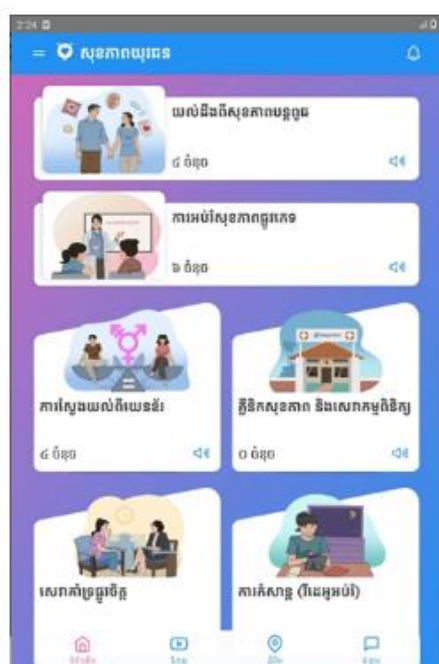 2:24
សុខភាពយុវជន
យល់ដឹងពីសុខភាពបន្តពូជ
៤ ចំនុច
ការអប់រំសុខភាពផ្លូវភេទ
៦ ចំនុច
ការស្វែងយល់ពីយេនឌ័រ
៤ ចំនុច
គ្លីនិកសុខភាព និងសេវាកម្មពិនិត្យ
០ ចំនុច
សេវាគាំទ្រផ្លូវចិត្ត
ការកំសាន្ត (វីដេអូអប់រំ)